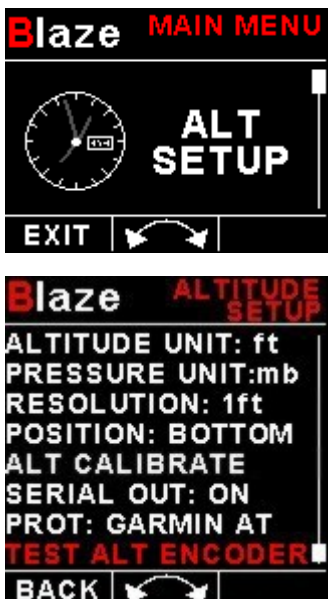 Blaze MAIN MENU
ALT
SETUP
EXIT
Blaze ALTITUDE
SETUP
ALTITUDE UNIT: ft
PRESSURE UNIT:mb
RESOLUTION: 1ft
POSITION: BOTTOM
ALT CALIBRATE
SERIAL OUT: ON
PROT: GARMIN AT
TEST ALT ENCODER
BACK